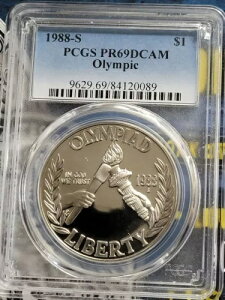 1988-S $1
PCGS PR69DCAM
Olympic
9629.69/84120089
OLYMPIAD
IN GOD
WE TRUST
1988
LIBERTY